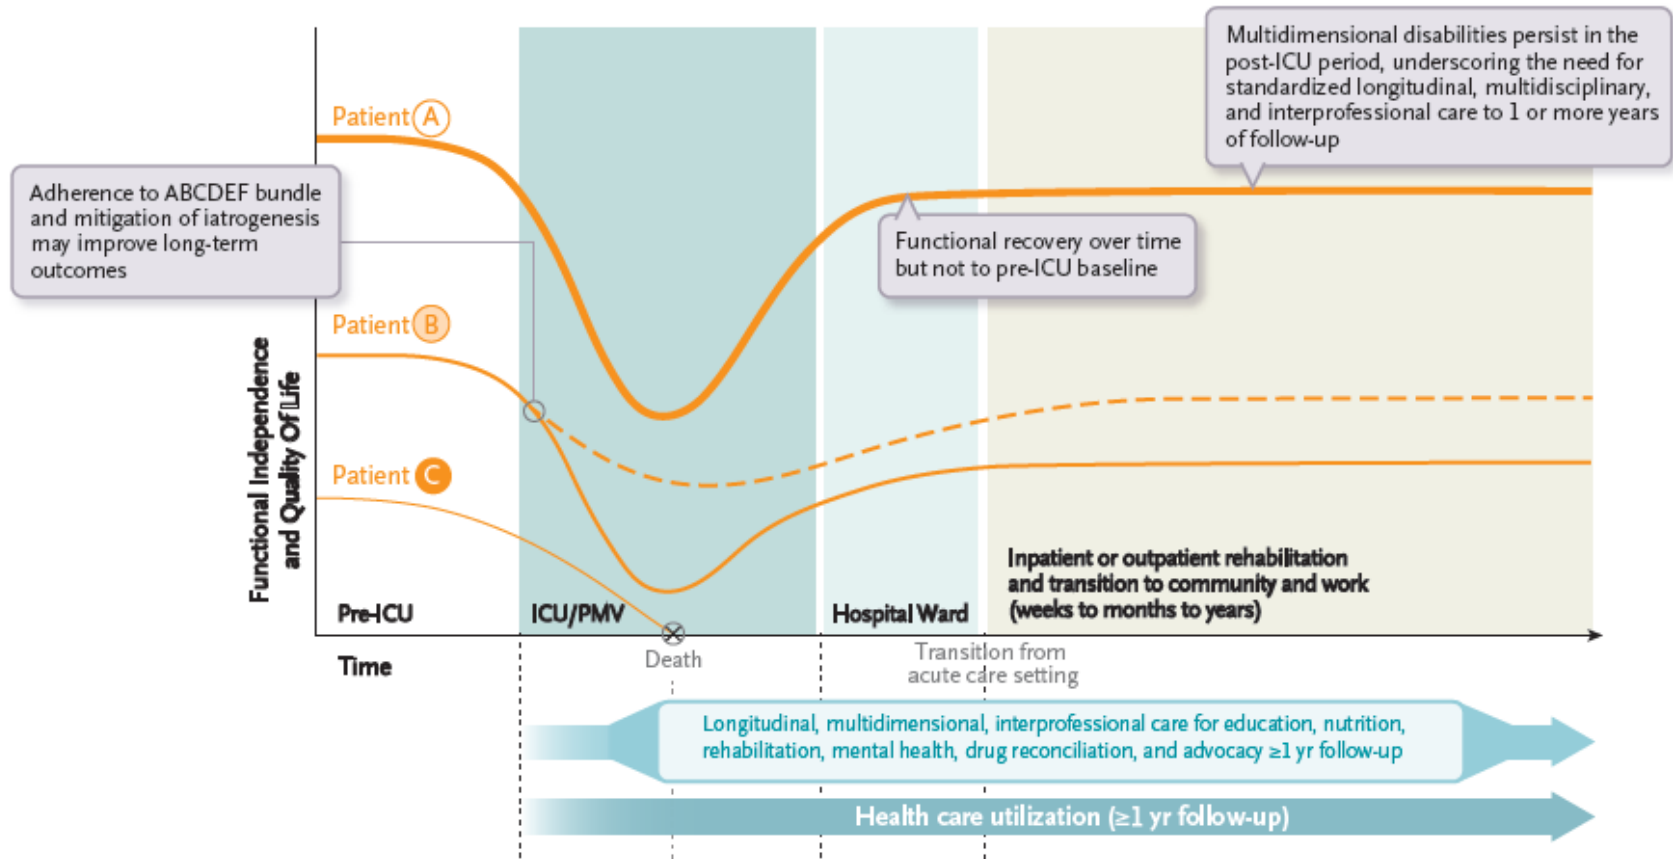 Multidimensional disabilities persist in the
post-ICU period, underscoring the need for
standardized longitudinal, multidisciplinary,
and interprofessional care to 1 or more years
of follow-up
Patient A
Adherence to ABCDEF bundle
and mitigation of iatrogenesis
may improve long-term
outcomes
Functional recovery over time
but not to pre-ICU baseline
Patient B
Patient C
Functional Independence
and Quality Of Life
Pre-ICU
ICU/PMV
Hospital Ward
Inpatient or outpatient rehabilitation
and transition to community and work
(weeks to months to years)
Time
Death
Transition from
acute care setting
Longitudinal, multidimensional, interprofessional care for education, nutrition,
rehabilitation, mental health, drug reconciliation, and advocacy ≥1 yr follow-up
Health care utilization (≥1 yr follow-up)